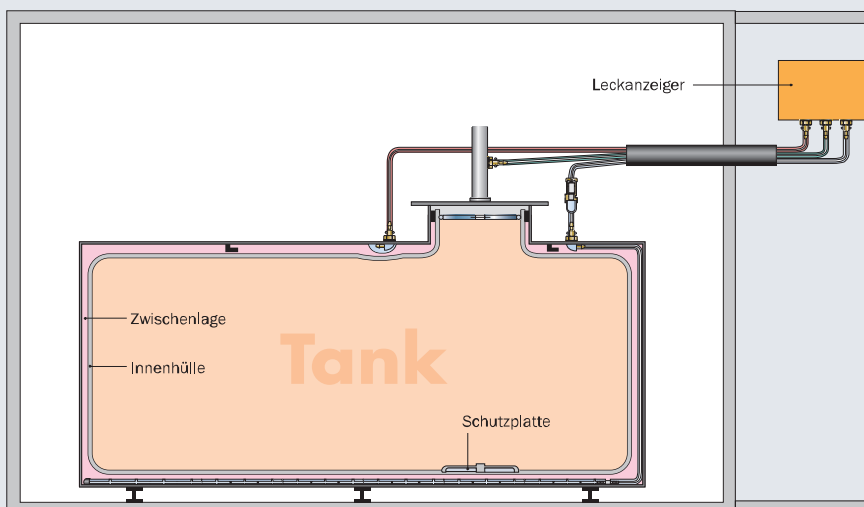 Leckanzeiger
Zwischenlage
Tank
Innenhülle
Schutzplatte